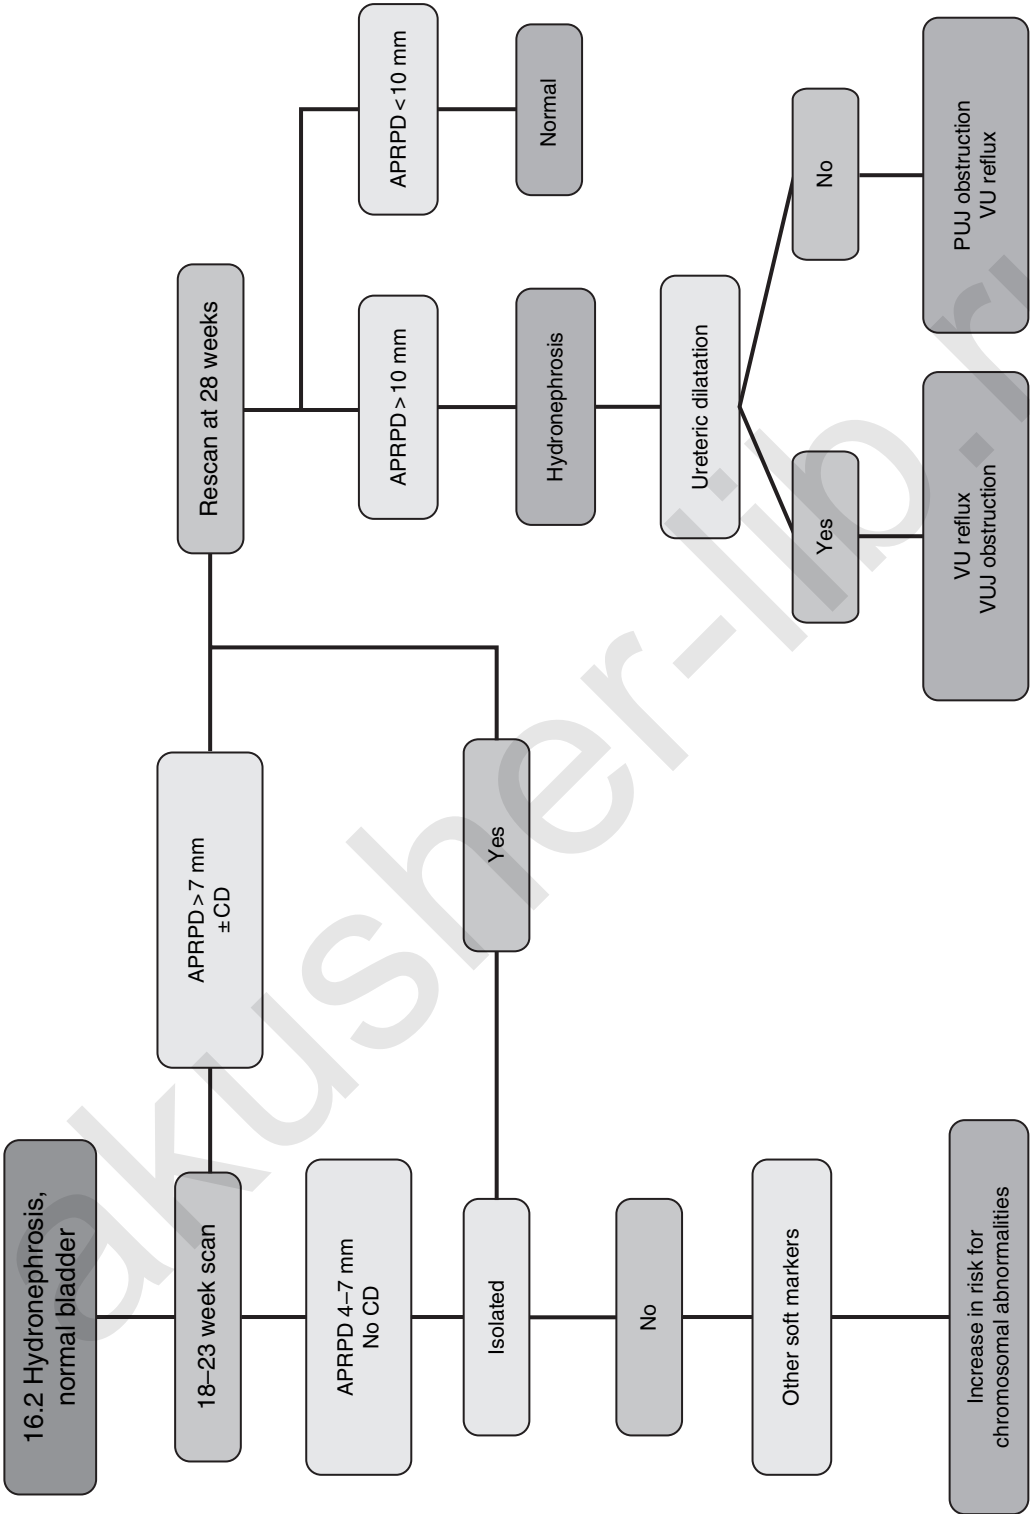 16.2 Hydronephrosis,
normal bladder
18–23 week scan
APRPD 4–7 mm
No CD
Isolated
No
Other soft markers
Increase in risk for
chromosomal abnormalities
APRPD>7 mm
±CD
Yes
Rescan at 28 weeks
APRPD>10 mm
Hydronephrosis
Ureteric dilatation
Yes
VU reflux
VUJ obstruction
No
PUJ obstruction
VU reflux
APRPD<10 mm
Normal
akusher-lib.r